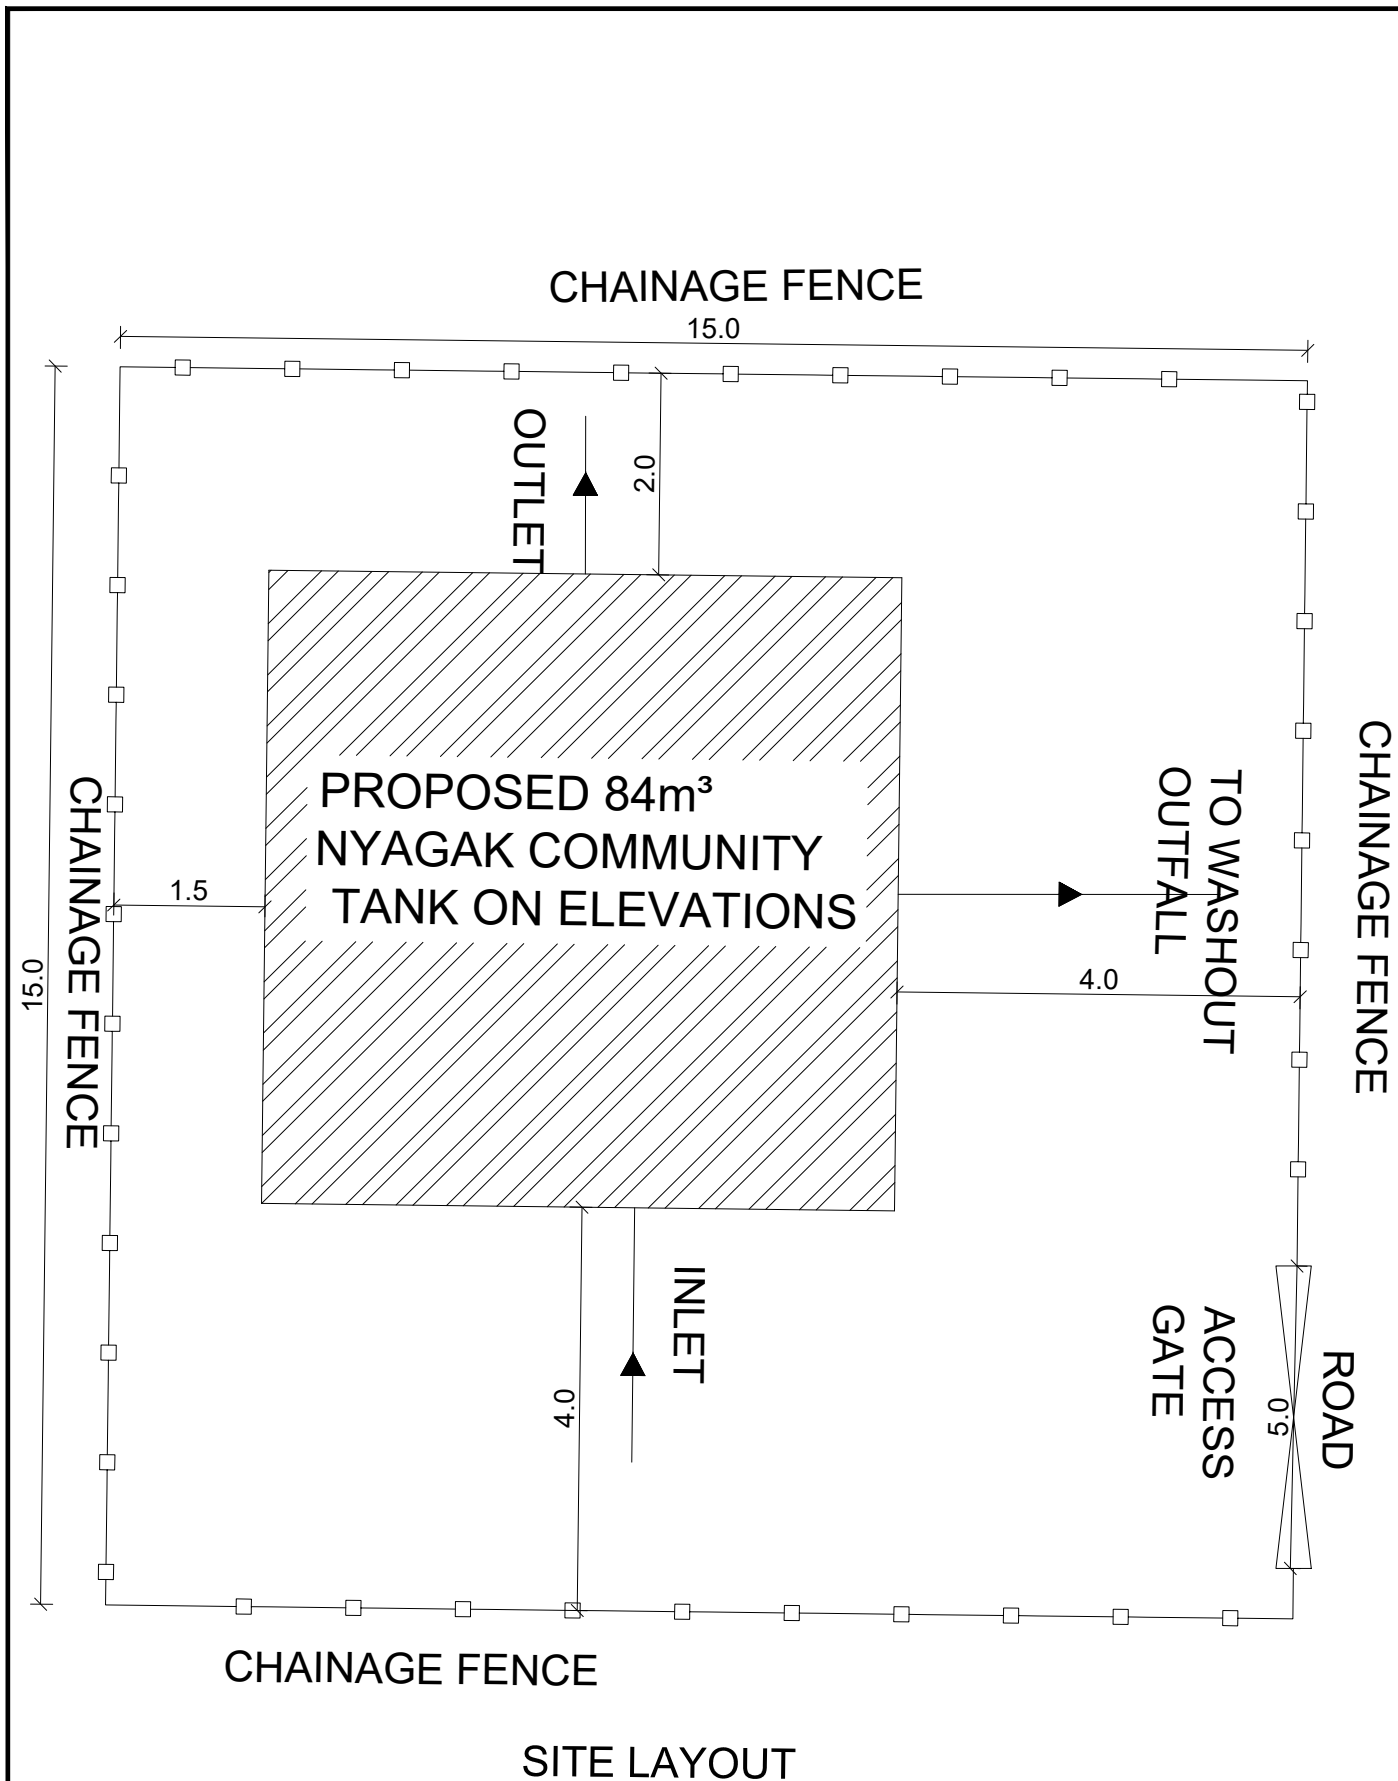 CHAINAGE FENCE
15.0
OUTLET
2.0
PROPOSED 84m³
NYAGAK COMMUNITY
TANK ON ELEVATIONS
CHAINAGE FENCE
15.0
1.5
TO WASHOUT
OUTFALL
4.0
CHAINAGE FENCE
INLET
4.0
ACCESS
GATE
5.0
ROAD
CHAINAGE FENCE
SITE LAYOUT